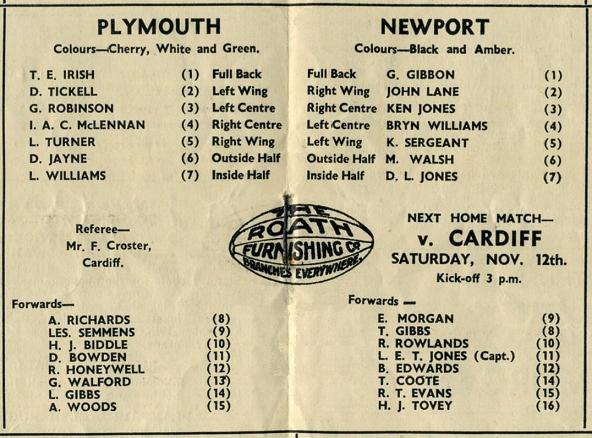 PLYMOUTH
Colours—Cherry, White and Green.
T. E. IRISH (1) Full Back
D. TICKELL (2) Left Wing
G. ROBINSON (3) Left Centre
I. A. C. McLENNAN (4) Right Centre
L. TURNER (5) Right Wing
D. JAYNE (6) Outside Half
L. WILLIAMS (7) Inside Half
NEWPORT
Colours—Black and Amber.
Full Back G. GIBBON (1)
Right Wing JOHN LANE (2)
Right Centre KEN JONES (3)
Left Centre BRYN WILLIAMS (4)
Left Wing K. SERGEANT (5)
Outside Half M. WALSH (6)
Inside Half D. L. JONES (7)
Referee—
Mr. F. Croster,
Cardiff.
THE
ROATH
FURNISHING Co
BRANCHES EVERYWHERE.
NEXT HOME MATCH—
v. CARDIFF
SATURDAY, NOV. 12th.
Kick-off 3 p.m.
Forwards—
A. RICHARDS (8)
LES. SEMMENS (9)
H. J. BIDDLE (10)
D. BOWDEN (11)
R. HONEYWELL (12)
G. WALFORD (13)
L. GIBBS (14)
A. WOODS (15)
Forwards —
E. MORGAN (9)
T. GIBBS (8)
R. ROWLANDS (10)
L. E. T. JONES (Capt.) (11)
B. EDWARDS (12)
T. COOTE (14)
R. T. EVANS (15)
H. J. TOVEY (16)